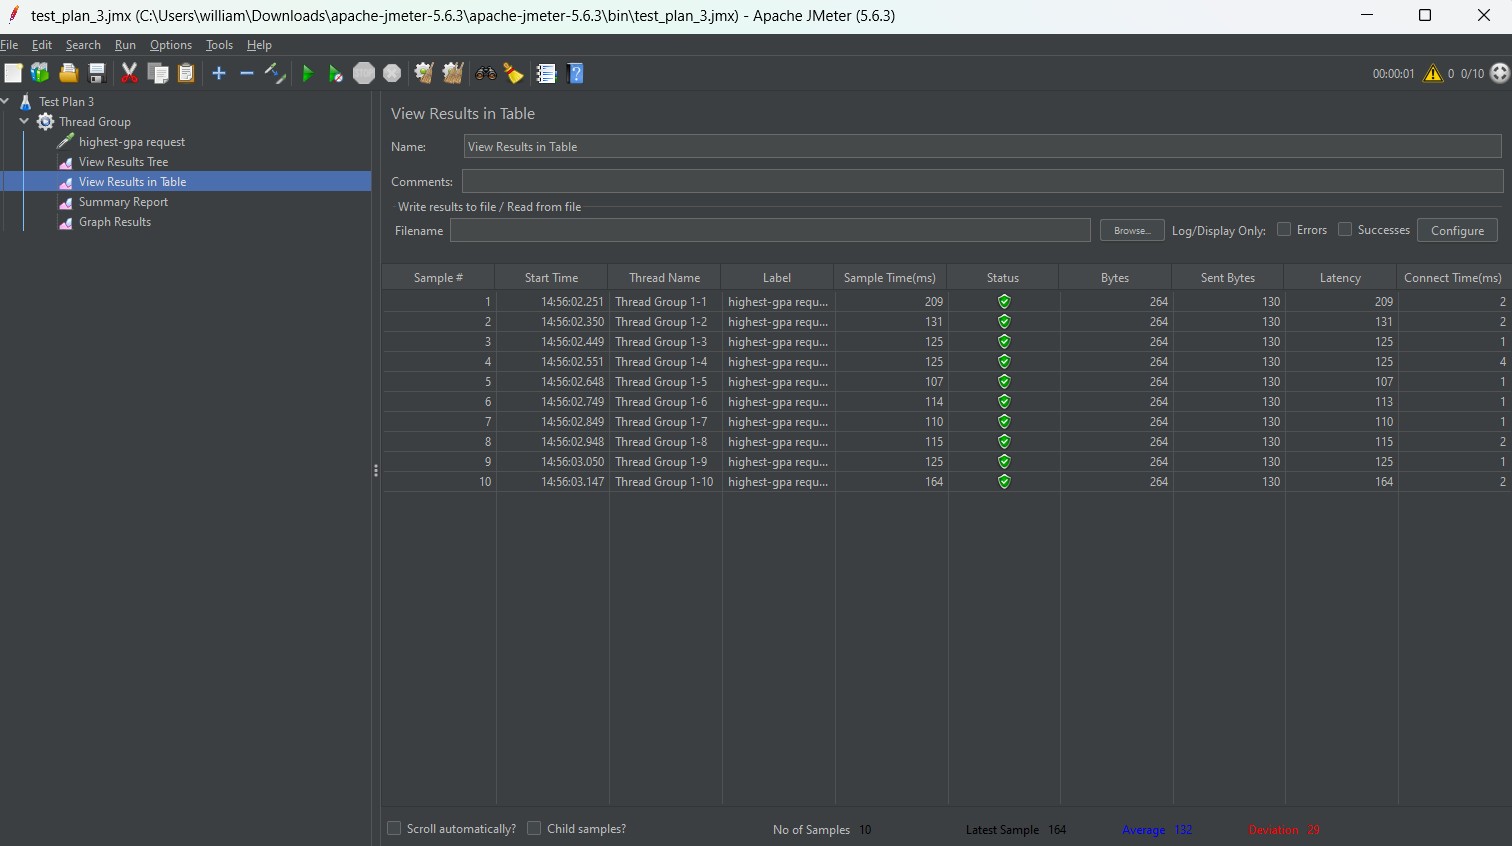 test_plan_3.jmx (C:\Users\william\Downloads\apache-jmeter-5.6.3\apache-jmeter-5.6.3\bin\test_plan_3.jmx) - Apache JMeter (5.6.3)
File Edit Search Run Options Tools Help
00:00:01 0 0/10
Test Plan 3
Thread Group
highest-gpa request
View Results Tree
View Results in Table
Summary Report
Graph Results
View Results in Table
Name: View Results in Table
Comments:
Write results to file / Read from file
Filename Browse... Log/Display Only: Errors Successes Configure
Sample # Start Time Thread Name Label Sample Time(ms) Status Bytes Sent Bytes Latency Connect Time(ms)
1 14:56:02.251 Thread Group 1-1 highest-gpa requ... 209 264 130 209 2
2 14:56:02.350 Thread Group 1-2 highest-gpa requ... 131 264 130 131 2
3 14:56:02.449 Thread Group 1-3 highest-gpa requ... 125 264 130 125 1
4 14:56:02.551 Thread Group 1-4 highest-gpa requ... 125 264 130 125 4
5 14:56:02.648 Thread Group 1-5 highest-gpa requ... 107 264 130 107 1
6 14:56:02.749 Thread Group 1-6 highest-gpa requ... 114 264 130 113 1
7 14:56:02.849 Thread Group 1-7 highest-gpa requ... 110 264 130 110 1
8 14:56:02.948 Thread Group 1-8 highest-gpa requ... 115 264 130 115 2
9 14:56:03.050 Thread Group 1-9 highest-gpa requ... 125 264 130 125 1
10 14:56:03.147 Thread Group 1-10 highest-gpa requ... 164 264 130 164 2
Scroll automatically? Child samples? No of Samples 10 Latest Sample 164 Average 132 Deviation 29